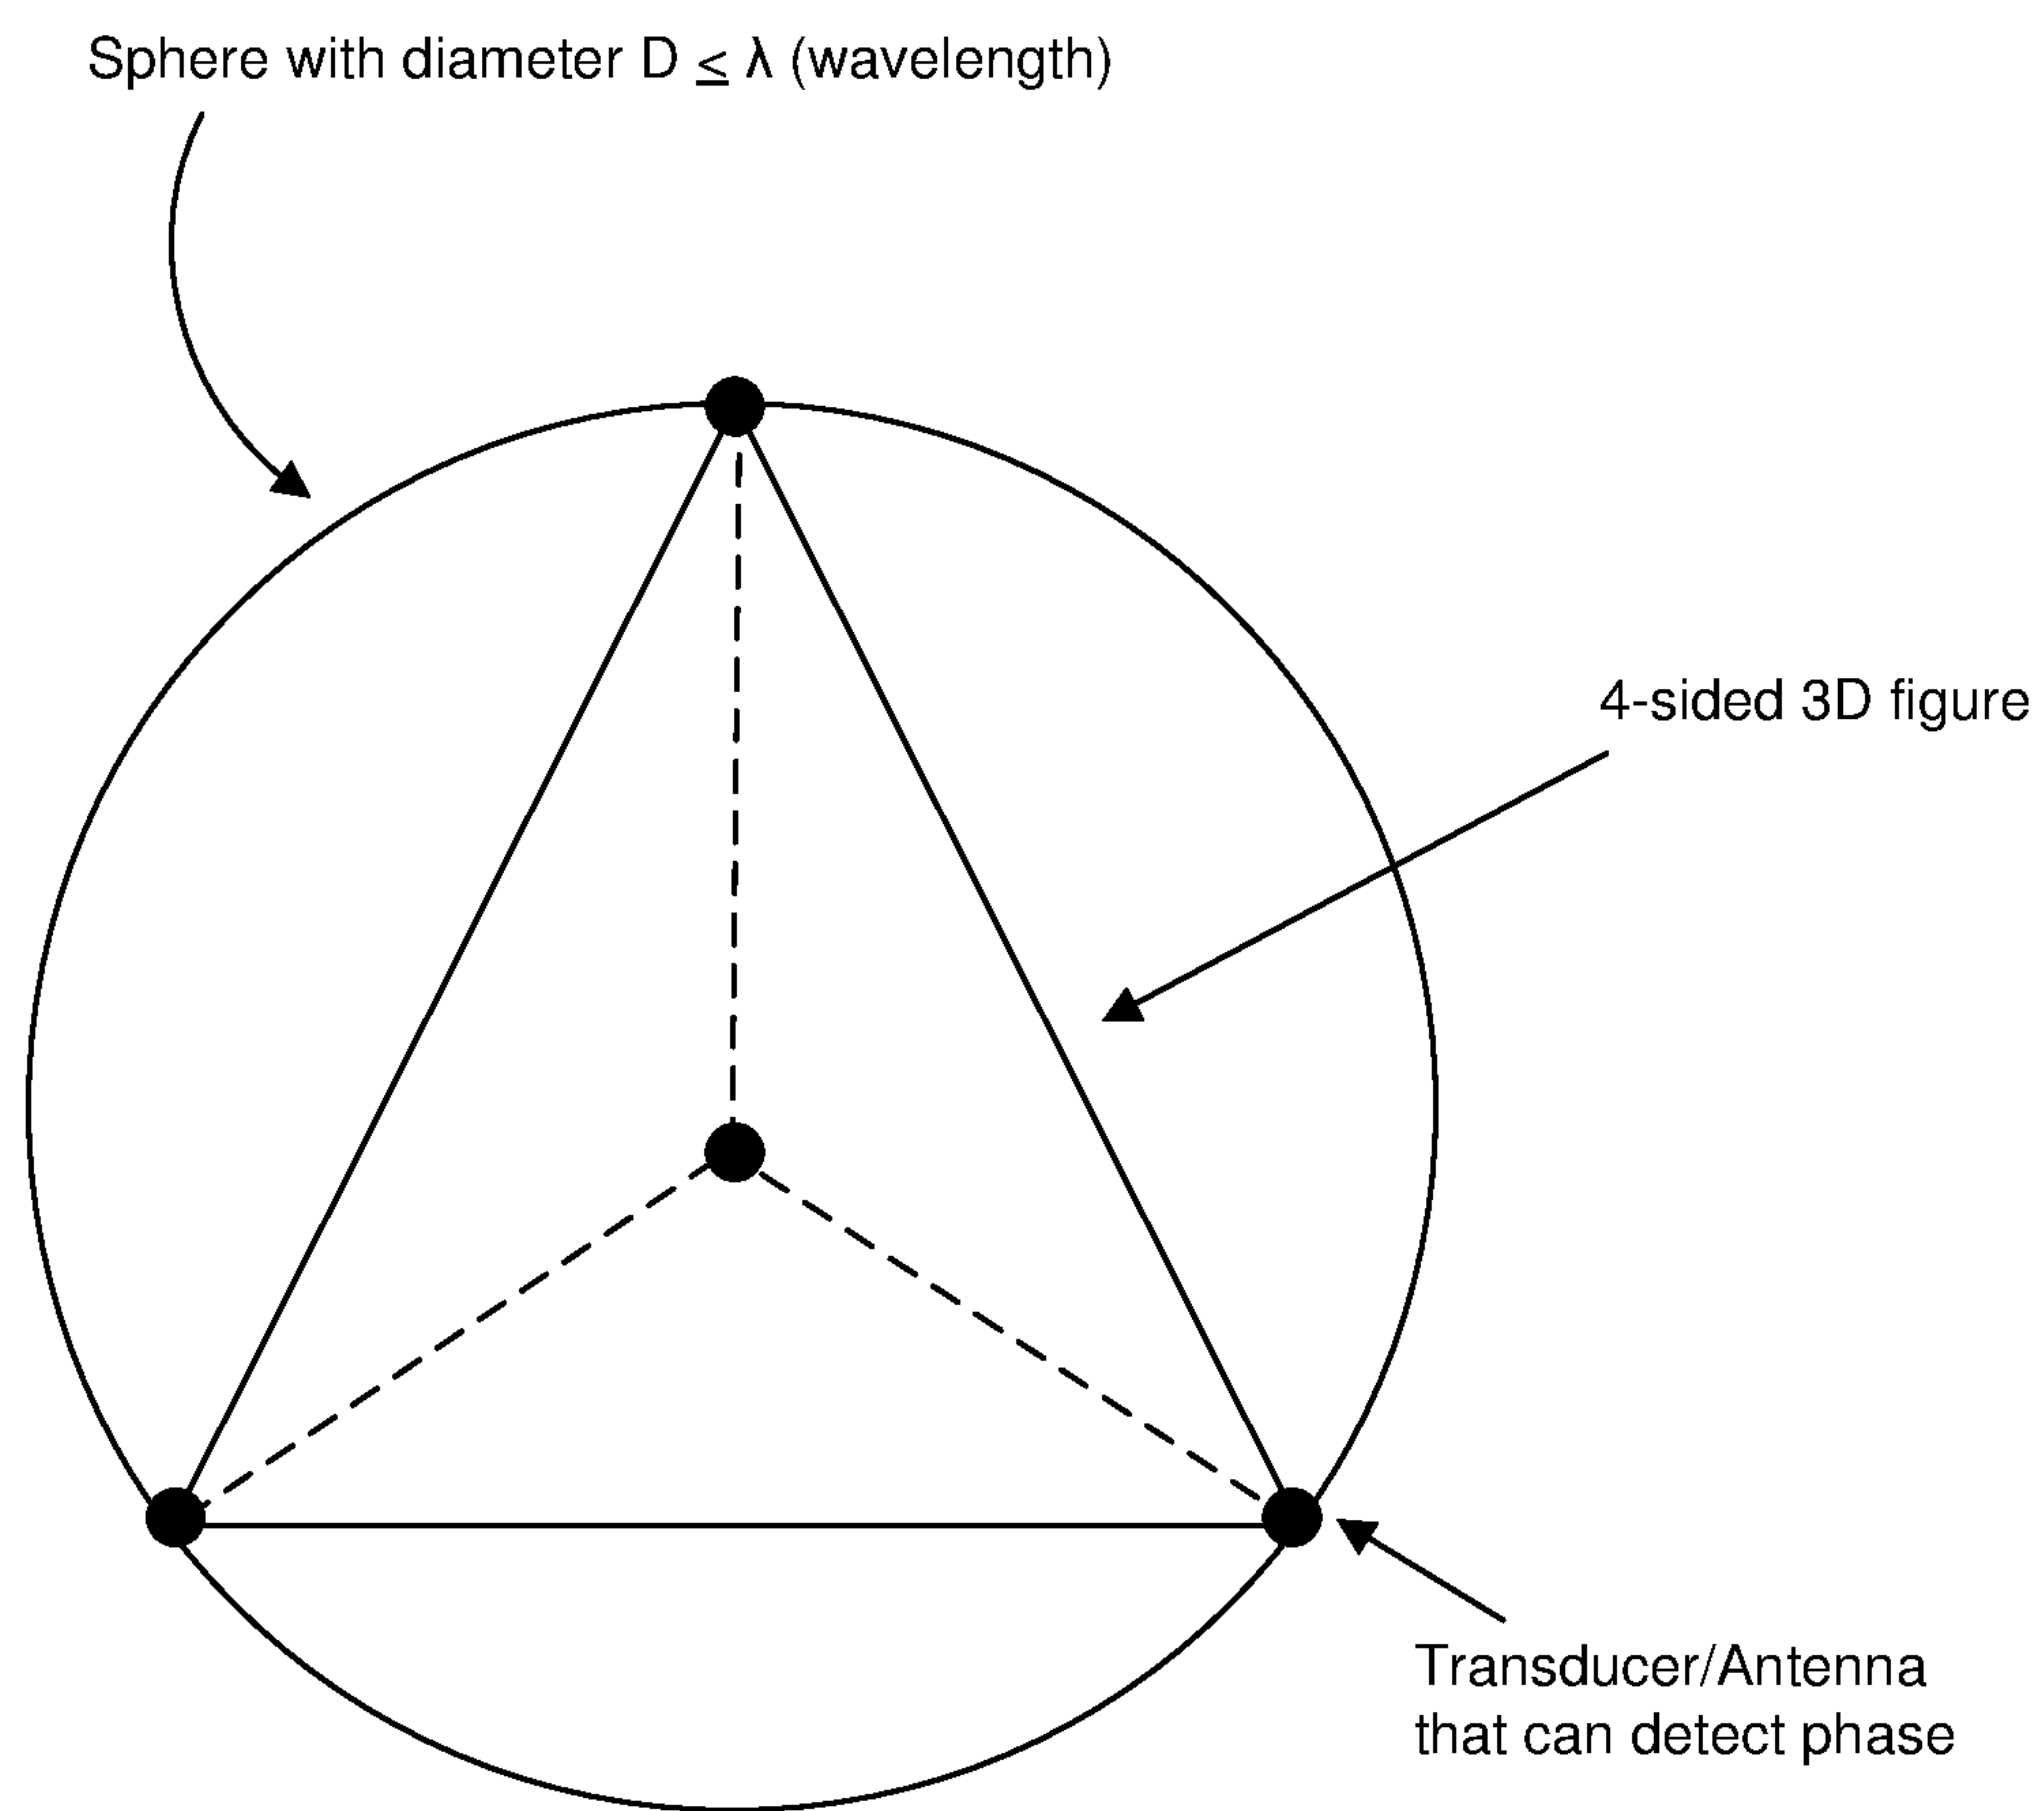 Sphere with diameter D ≤ λ (wavelength)
4-sided 3D figure
Transducer/Antenna
that can detect phase